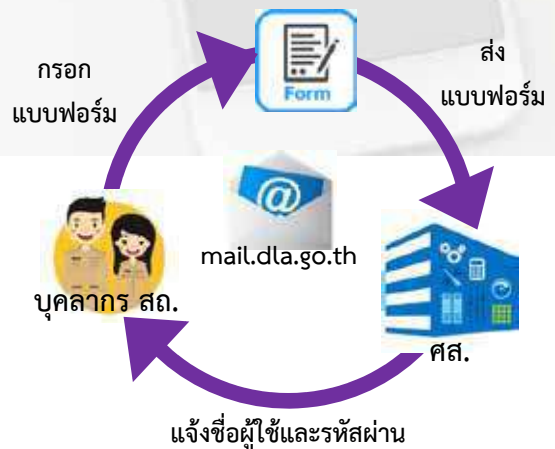 กรอก
แบบฟอร์ม
Form
ส่ง
แบบฟอร์ม
@
mail.dla.go.th
บุคลากร สถ.
ศส.
แจ้งชื่อผู้ใช้และรหัสผ่าน